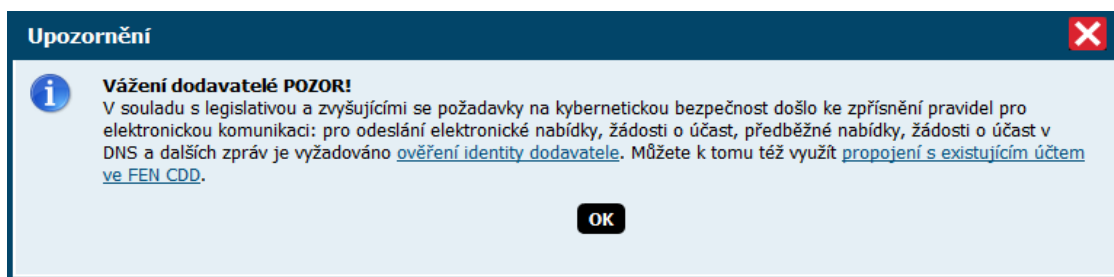 Upozornění
Vážení dodavatelé POZOR!
V souladu s legislativou a zvyšujícími se požadavky na kybernetickou bezpečnost došlo ke zpřísnění pravidel pro
elektronickou komunikaci: pro odeslání elektronické nabídky, žádosti o účast, předběžné nabídky, žádosti o účast v
DNS a dalších zpráv je vyžadováno ověření identity dodavatele. Můžete k tomu též využít propojení s existujícím účtem
ve FEN CDD.
OK